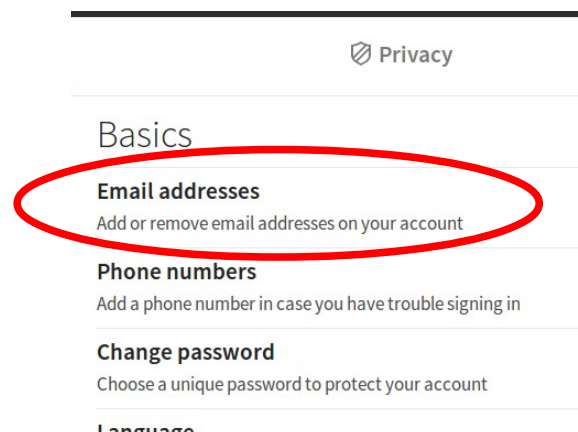 Privacy
Basics
Email addresses
Add or remove email addresses on your account
Phone numbers
Add a phone number in case you have trouble signing in
Change password
Choose a unique password to protect your account
Language